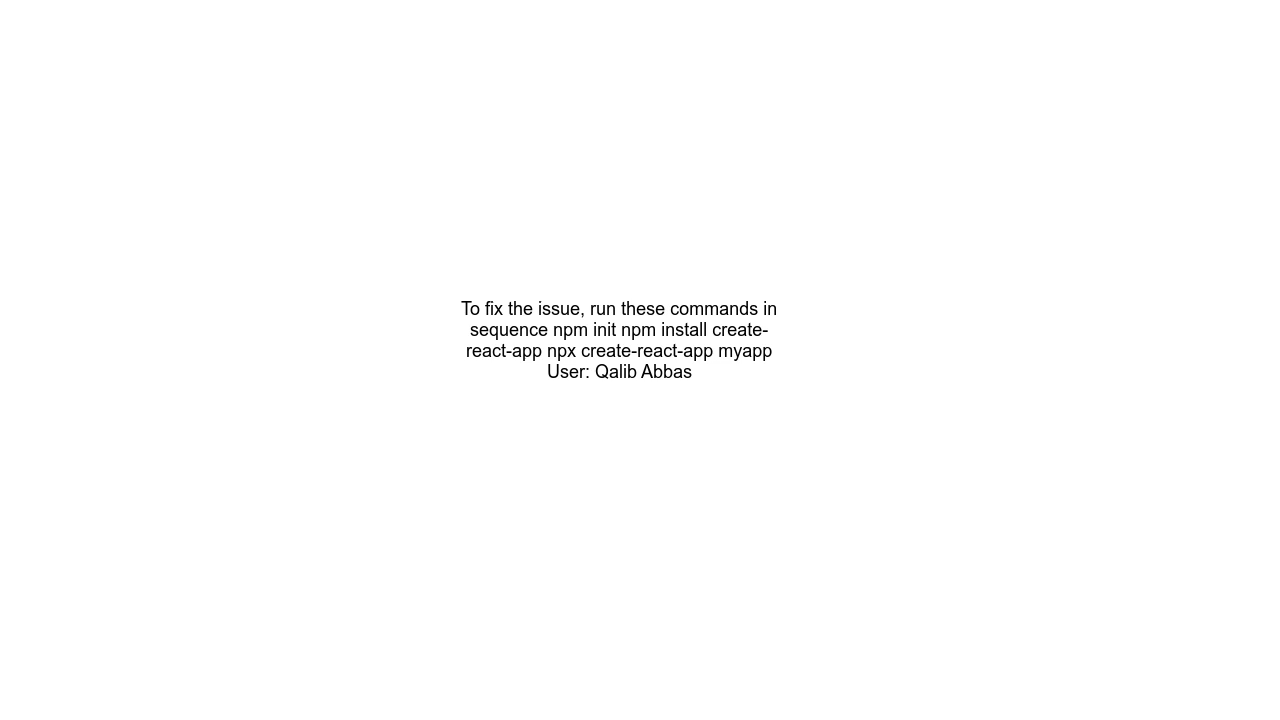 To fix the issue, run these commands in
sequence npm init npm install create-
react-app npx create-react-app myapp
User: Qalib Abbas